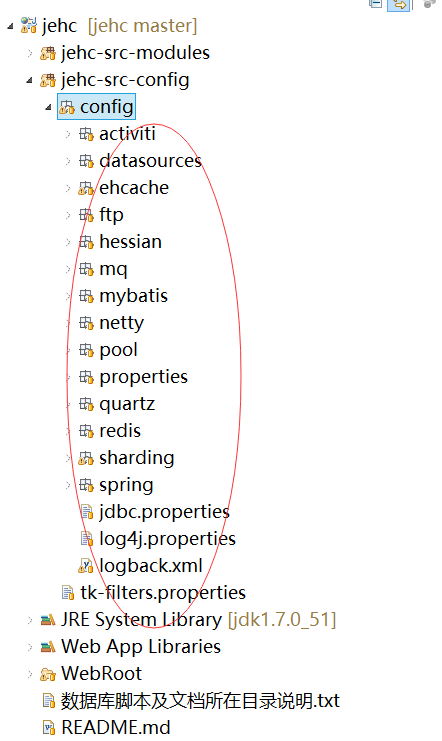 jehc [jehc master]
jehc-src-modules
jehc-src-config
config
activiti
datasources
ehcache
ftp
hessian
mq
mybatis
netty
pool
properties
quartz
redis
sharding
spring
jdbc.properties
log4j.properties
logback.xml
tk-filters.properties
JRE System Library [jdk1.7.0_51]
Web App Libraries
WebRoot
数据库脚本及文档所在目录说明.txt
README.md